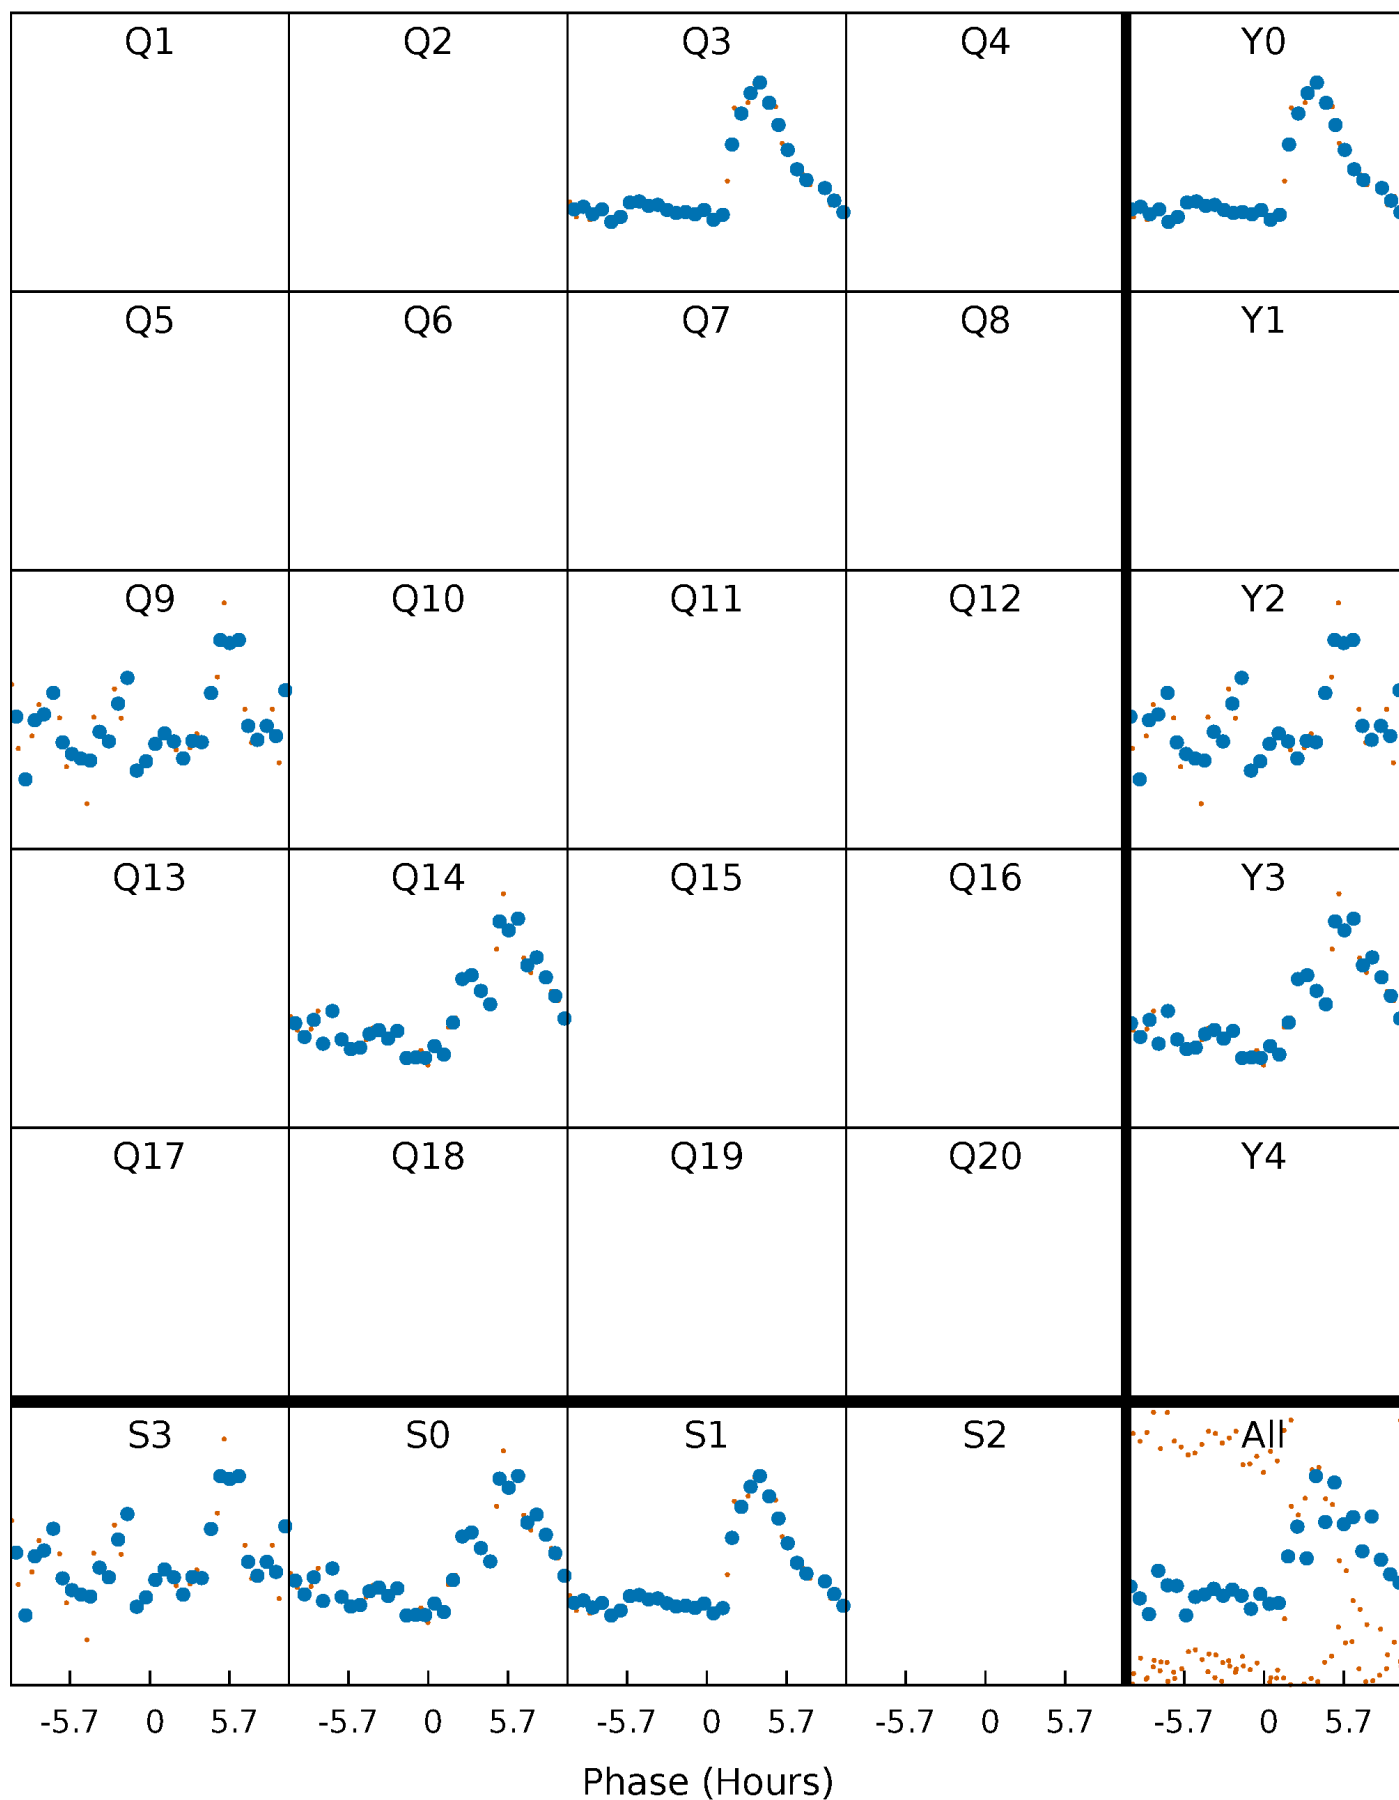 Q1 Q2 Q3 Q4 Y0
Q5 Q6 Q7 Q8 Y1
Q9 Q10 Q11 Q12 Y2
Q13 Q14 Q15 Q16 Y3
Q17 Q18 Q19 Q20 Y4
S3 S0 S1 S2 All
-5.7 0 5.7 -5.7 0 5.7 -5.7 0 5.7 -5.7 0 5.7 -5.7 0 5.7
Phase (Hours)